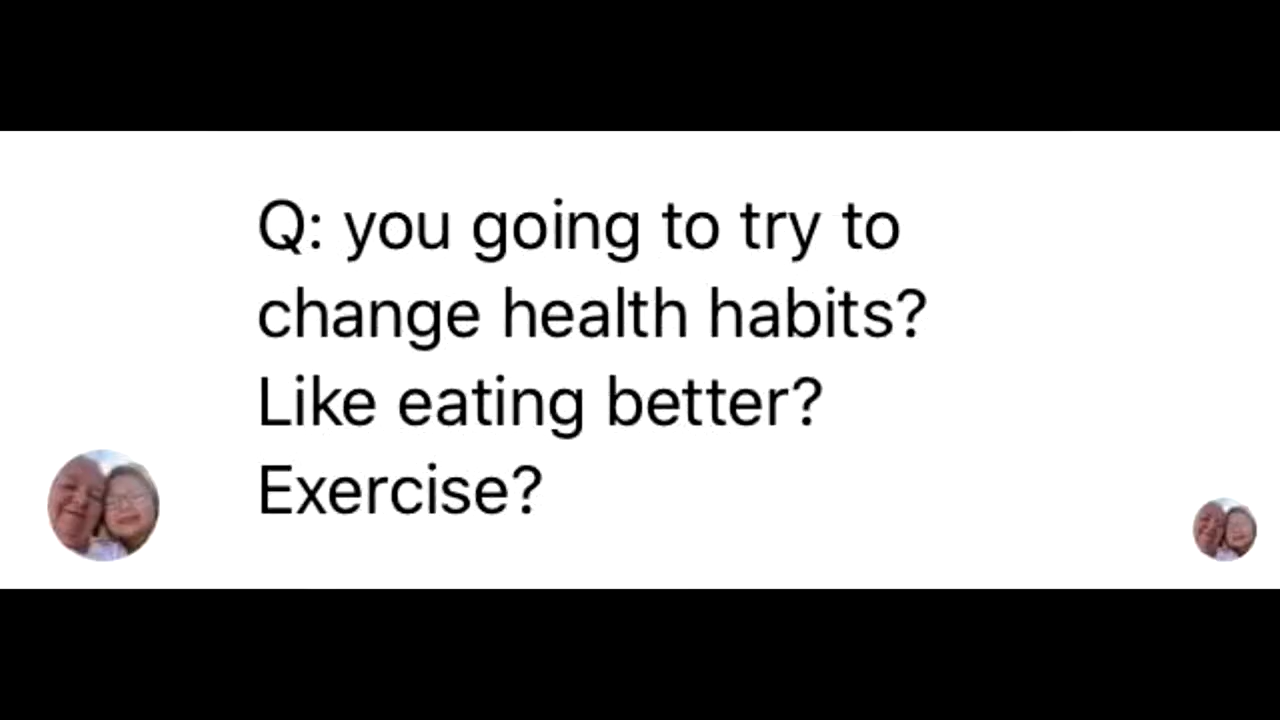 Q: you going to try to
change health habits?
Like eating better?
Exercise?